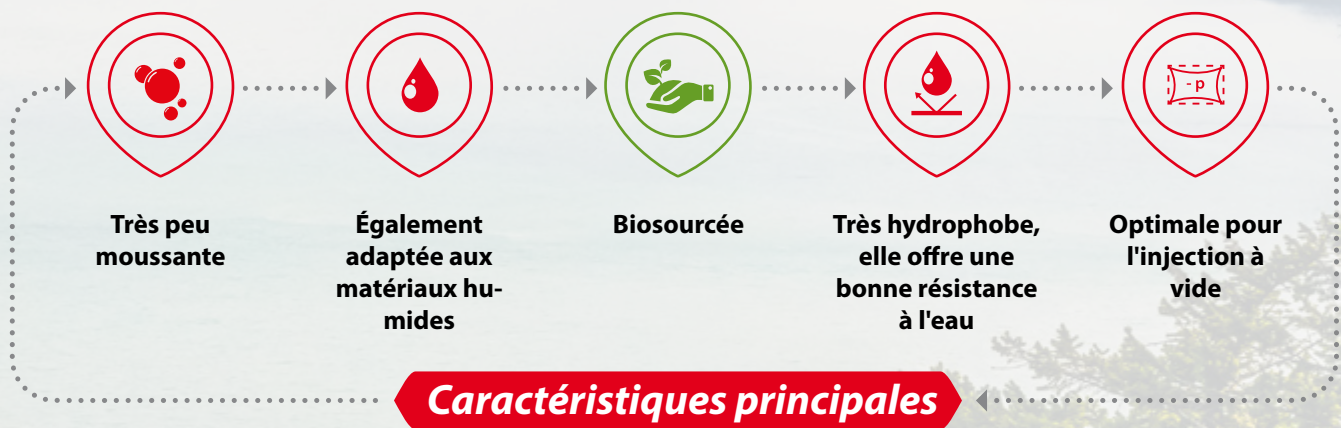 - p
Très peu
moussante
Également
adaptée aux
matériaux hu-
mides
Biosourcée
Très hydrophobe,
elle offre une
bonne résistance
à l'eau
Optimale pour
l'injection à
vide
Caractéristiques principales